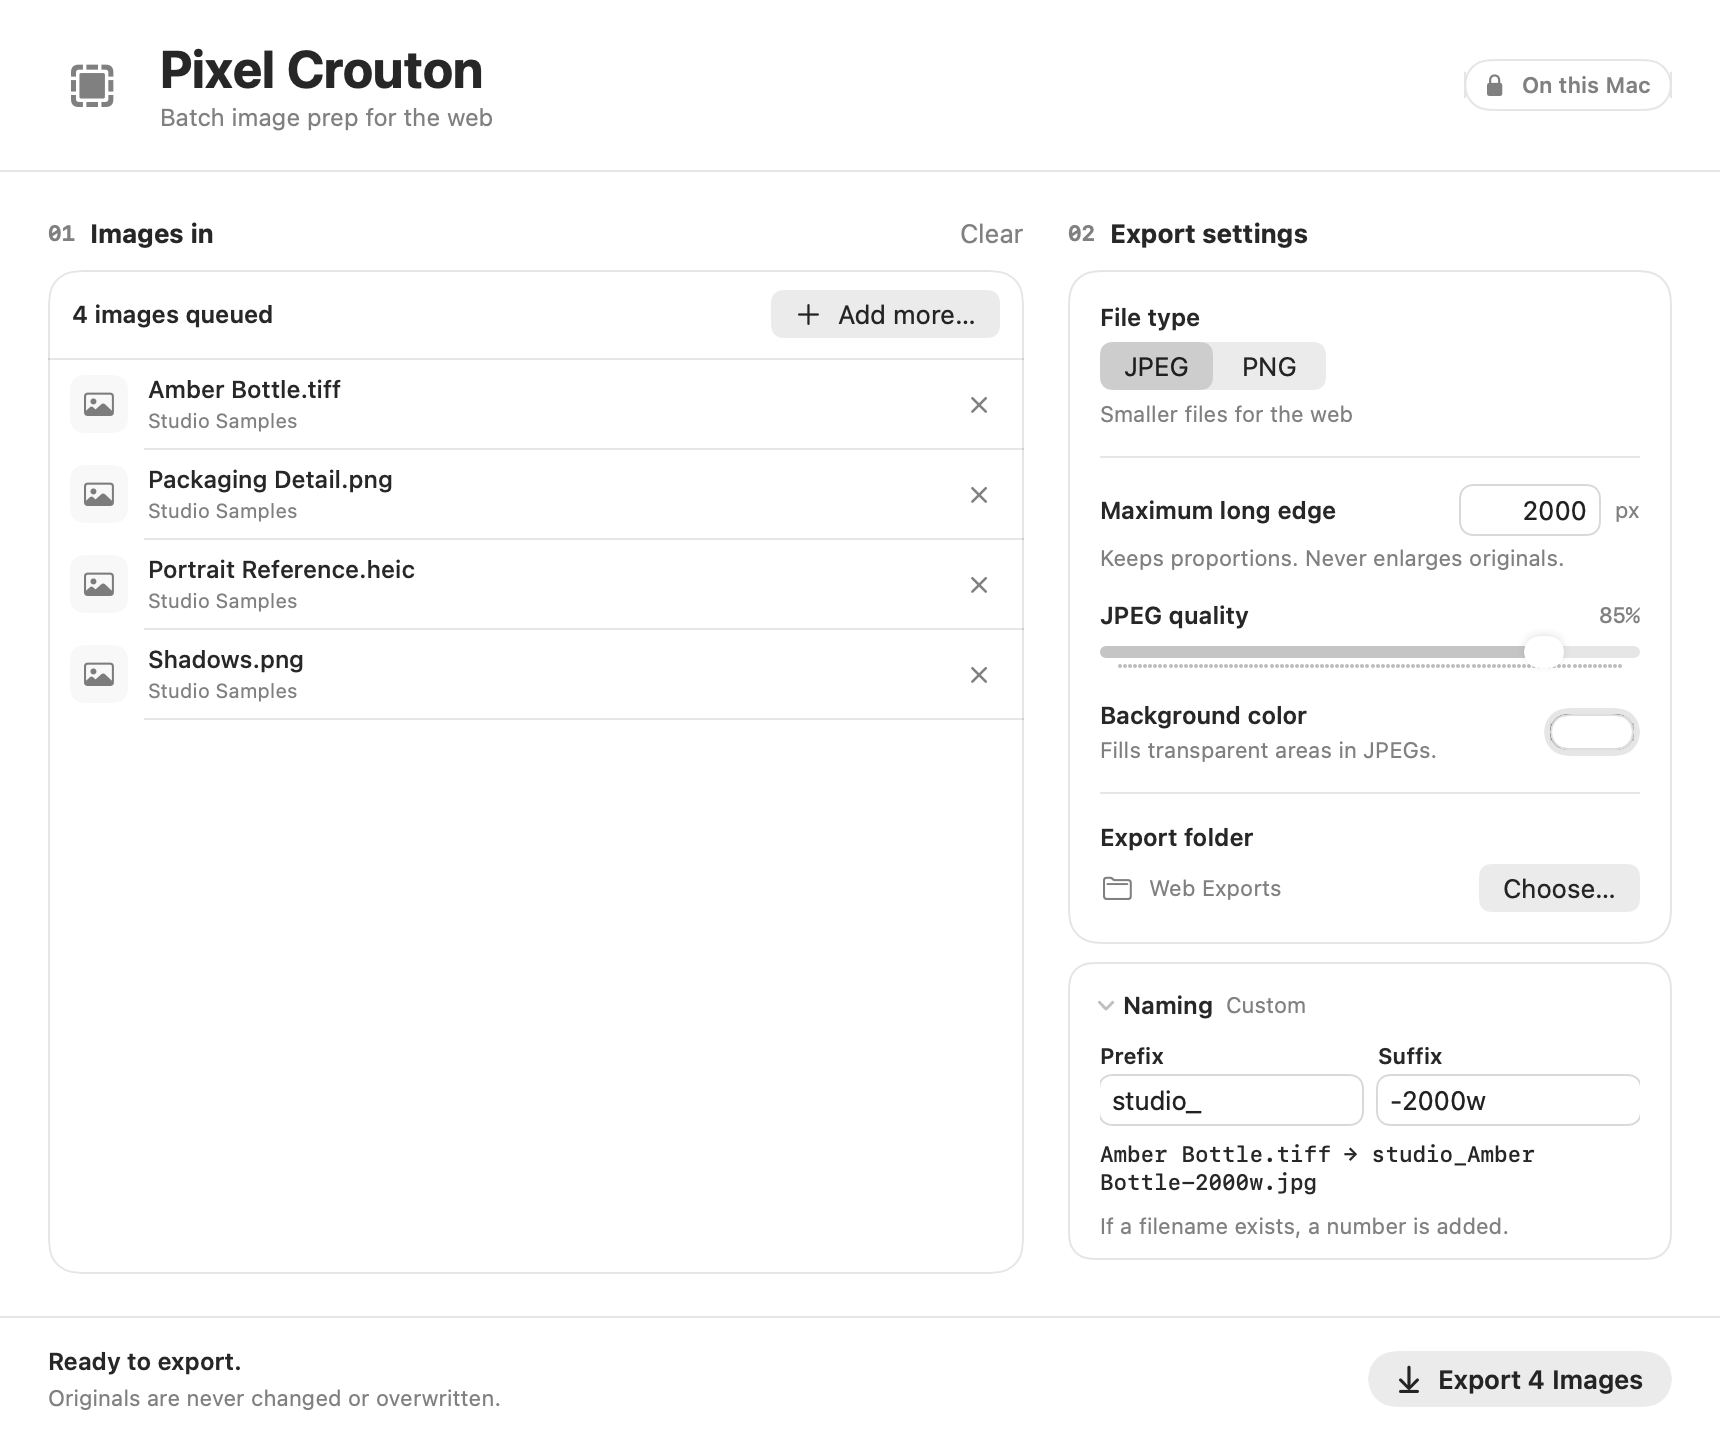 Pixel Crouton
Batch image prep for the web
On this Mac
01 Images in
Clear
4 images queued
Add more...
Amber Bottle.tiff
Studio Samples
Packaging Detail.png
Studio Samples
Portrait Reference.heic
Studio Samples
Shadows.png
Studio Samples
02 Export settings
File type
JPEG PNG
Smaller files for the web
Maximum long edge 2000 px
Keeps proportions. Never enlarges originals.
JPEG quality 85%
Background color
Fills transparent areas in JPEGs.
Export folder
Web Exports Choose...
Naming Custom
Prefix Suffix
studio_ -2000w
Amber Bottle.tiff → studio_Amber
Bottle-2000w.jpg
If a filename exists, a number is added.
Ready to export.
Originals are never changed or overwritten.
Export 4 Images